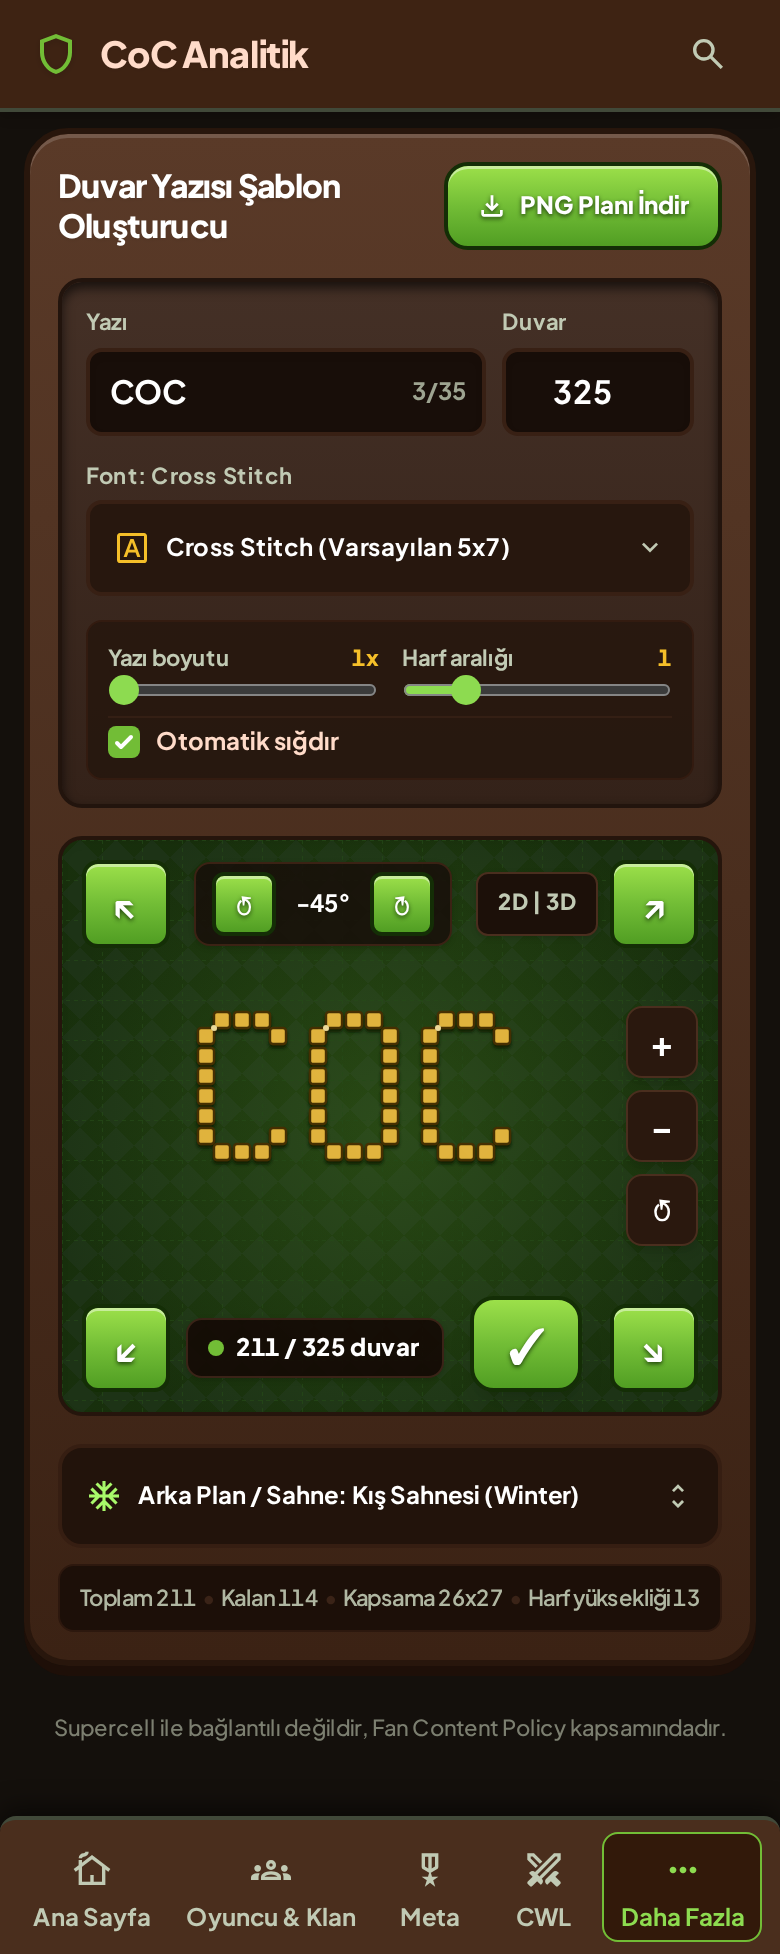 CoC Analitik
Duvar Yazısı Şablon
Oluşturucu
PNG Planı İndir
Yazı
Duvar
COC
3/35
325
Font: Cross Stitch
A
Cross Stitch (Varsayılan 5x7)
Yazı boyutu
1x
Harf aralığı
1
Otomatik sığdır
-45°
2D | 3D
COC
+
−
211 / 325 duvar
Arka Plan / Sahne: Kış Sahnesi (Winter)
Toplam 211 • Kalan 114 • Kapsama 26x27 • Harf yüksekliği 13
Supercell ile bağlantılı değildir, Fan Content Policy kapsamındadır.
Ana Sayfa
Oyuncu & Klan
Meta
CWL
Daha Fazla